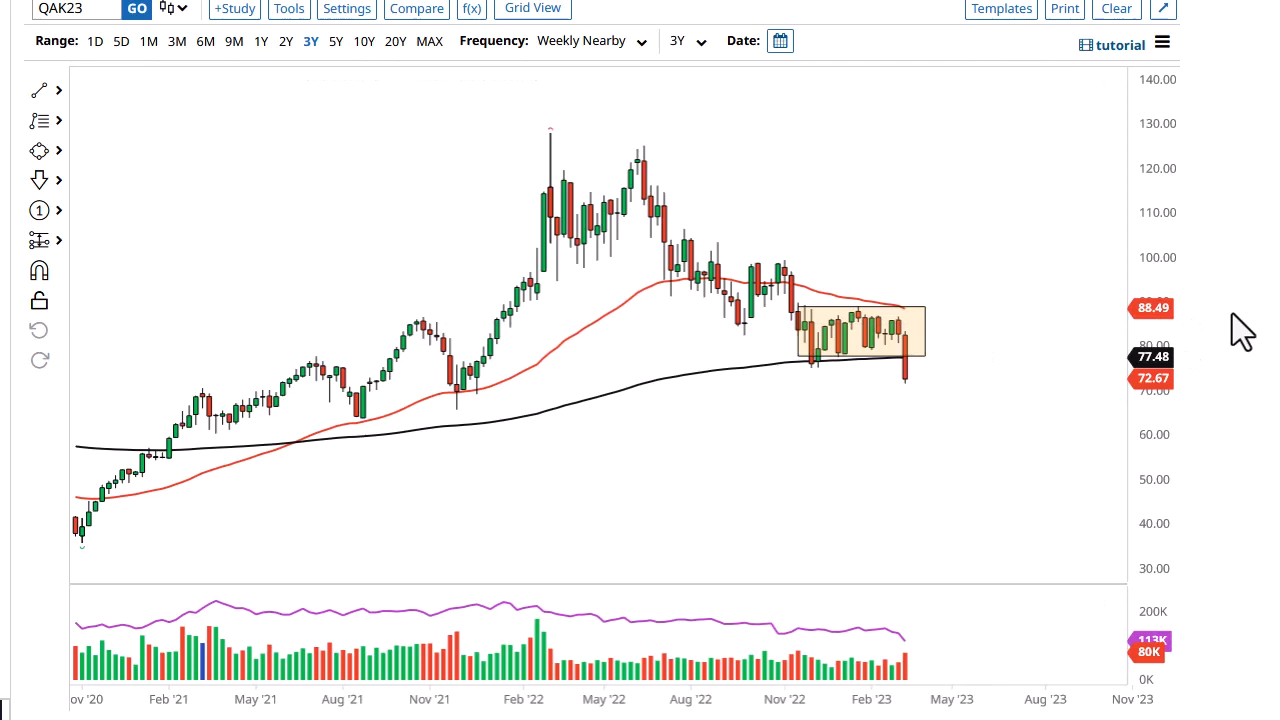 QAK23 GO +Study Tools Settings Compare f(x) Grid View Templates Print Clear
Range: 1D 5D 1M 3M 6M 9M 1Y 2Y 3Y 5Y 10Y 20Y MAX Frequency: Weekly Nearby 3Y Date: tutorial
140.00
130.00
120.00
110.00
100.00
88.49
80.00
77.48
72.67
70.00
60.00
50.00
40.00
30.00
200K
113K
80K
0K
1
ov '20 Feb '21 May '21 Aug '21 Nov '21 Feb '22 May '22 Aug '22 Nov '22 Feb '23 May '23 Aug '23 Nov '23